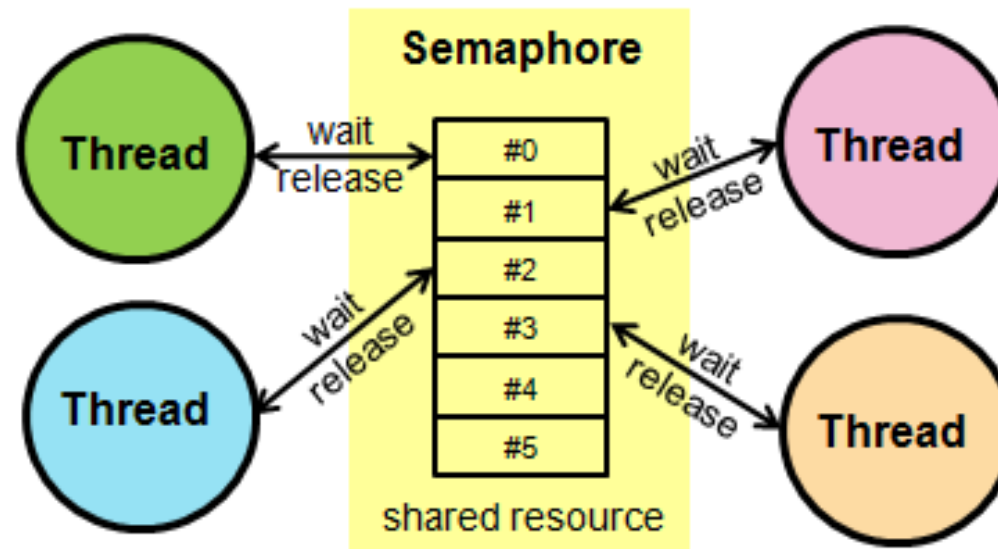 Semaphore
Thread
wait
release
#0
#1
#2
#3
#4
#5
wait
release
Thread
Thread
wait
release
wait
release
Thread
shared resource